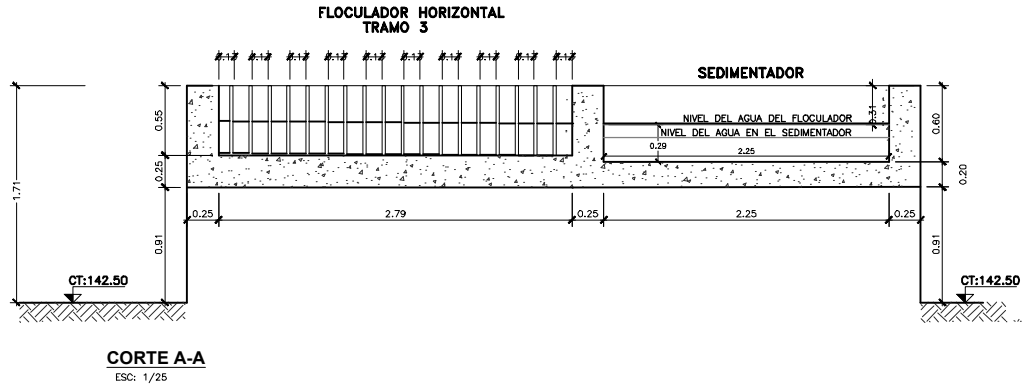 FLOCULADOR HORIZONTAL
TRAMO 3
SEDIMENTADOR
0.55
0.31
0.60
NIVEL DEL AGUA DEL FLOCULADOR
NIVEL DEL AGUA EN EL SEDIMENTADOR
0.29
2.25
0.25
0.20
1.71
0.25
2.79
0.25
2.25
0.25
0.91
0.91
CT:142.50
CT:142.50
CORTE A-A
ESC: 1/25